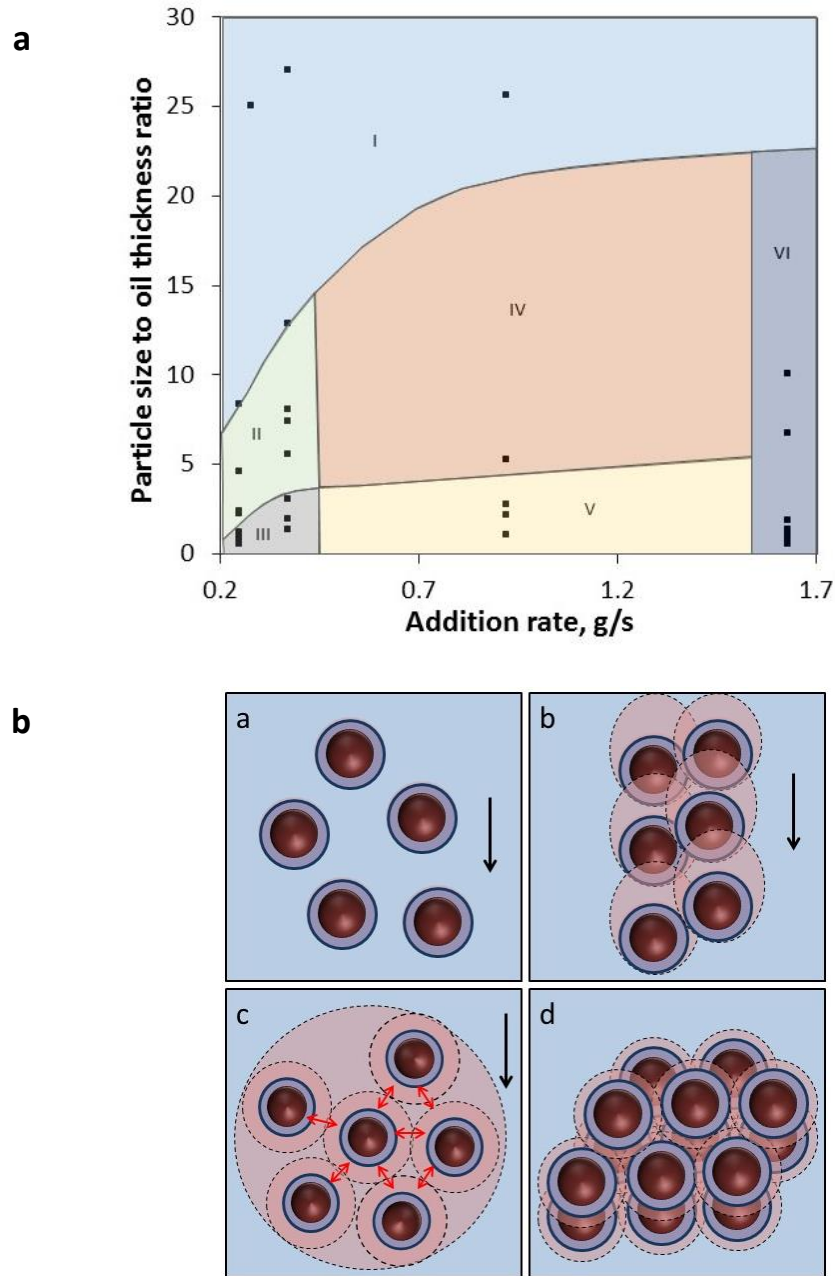 a
30
25
20
15
10
5
0
Particle size to oil thickness ratio
I
II
III
IV
V
VI
0.2
0.7
1.2
1.7
Addition rate, g/s
b
a
b
c
d